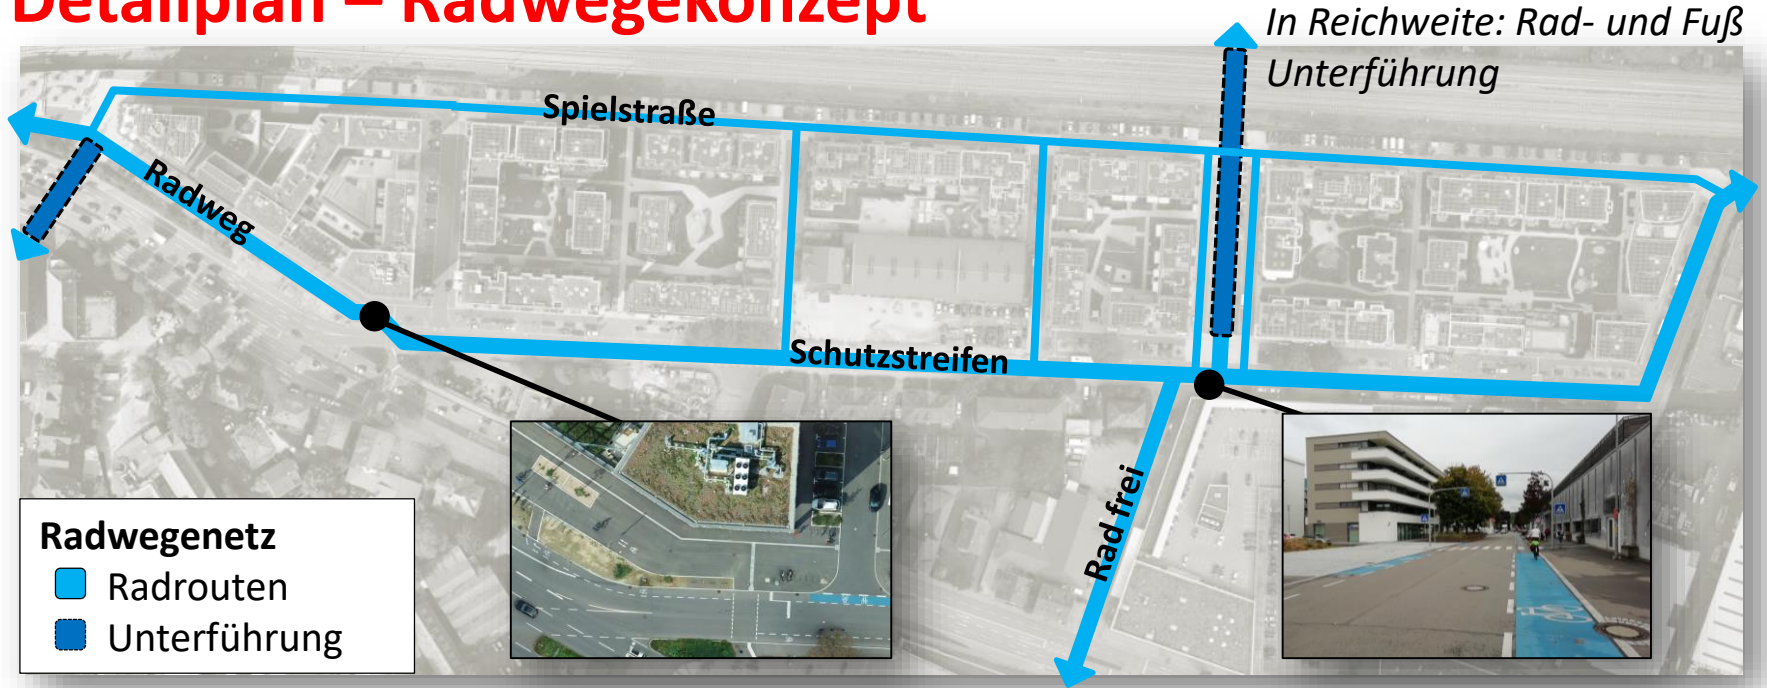 Detailplan – Radwegekonzept
In Reichweite: Rad- und Fuß
Unterführung
Spielstraße
Radweg
Schutzstreifen
Rad frei
Radwegenetz
Radrouten
Unterführung